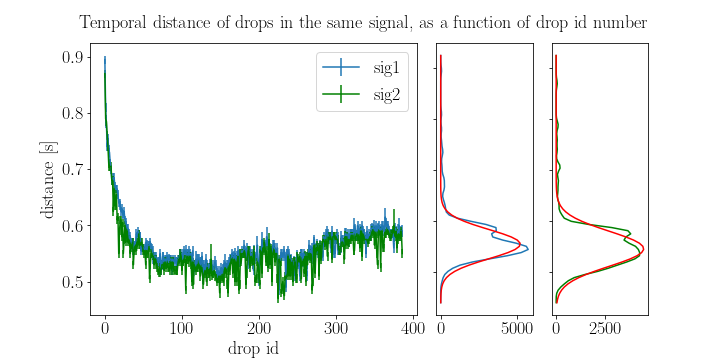 Temporal distance of drops in the same signal, as a function of drop id number
distance [s]
0.9
0.8
0.7
0.6
0.5
sig1
sig2
0
100
200
300
400
drop id
0
5000
0
2500